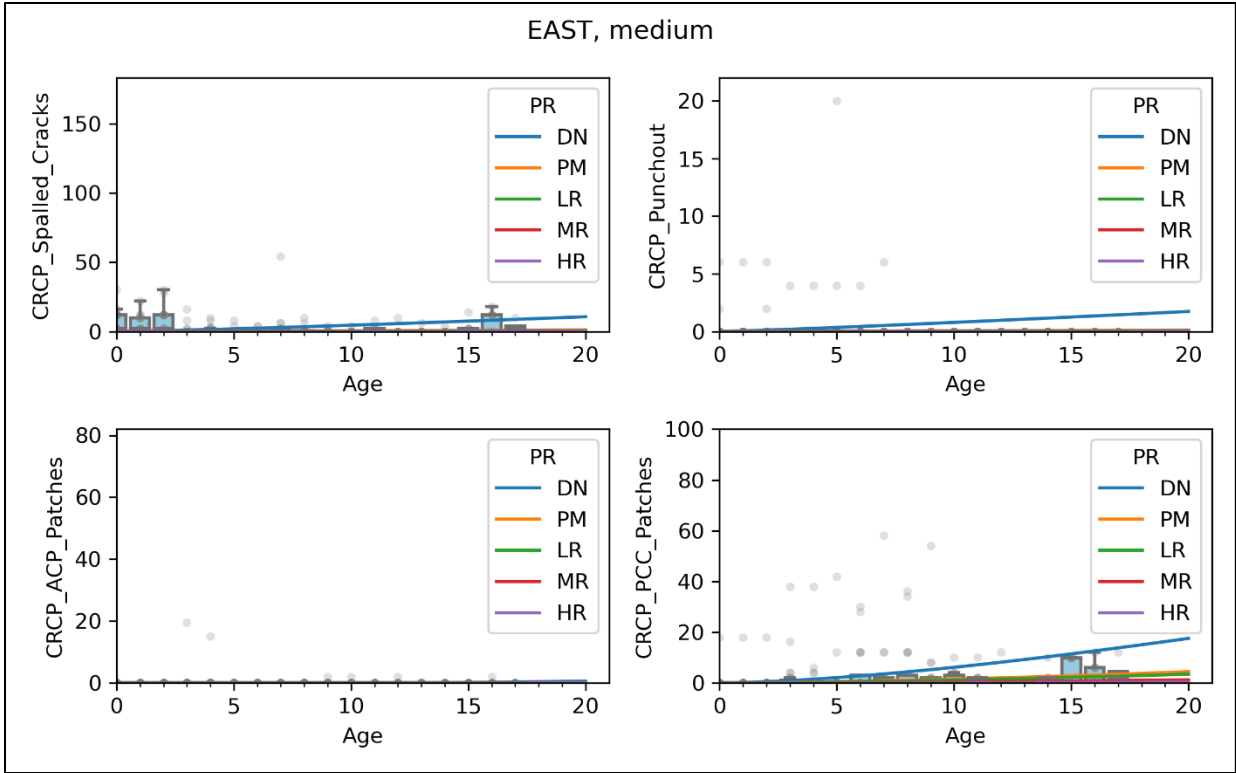 EAST, medium
CRCP_Spalled_Cracks
150
100
50
0
0 5 10 15 20
Age
PR
DN
PM
LR
MR
HR
CRCP_Punchout
20
15
10
5
0
0 5 10 15 20
Age
PR
DN
PM
LR
MR
HR
CRCP_ACP_Patches
80
60
40
20
0
0 5 10 15 20
Age
PR
DN
PM
LR
MR
HR
CRCP_PCC_Patches
100
80
60
40
20
0
0 5 10 15 20
Age
PR
DN
PM
LR
MR
HR